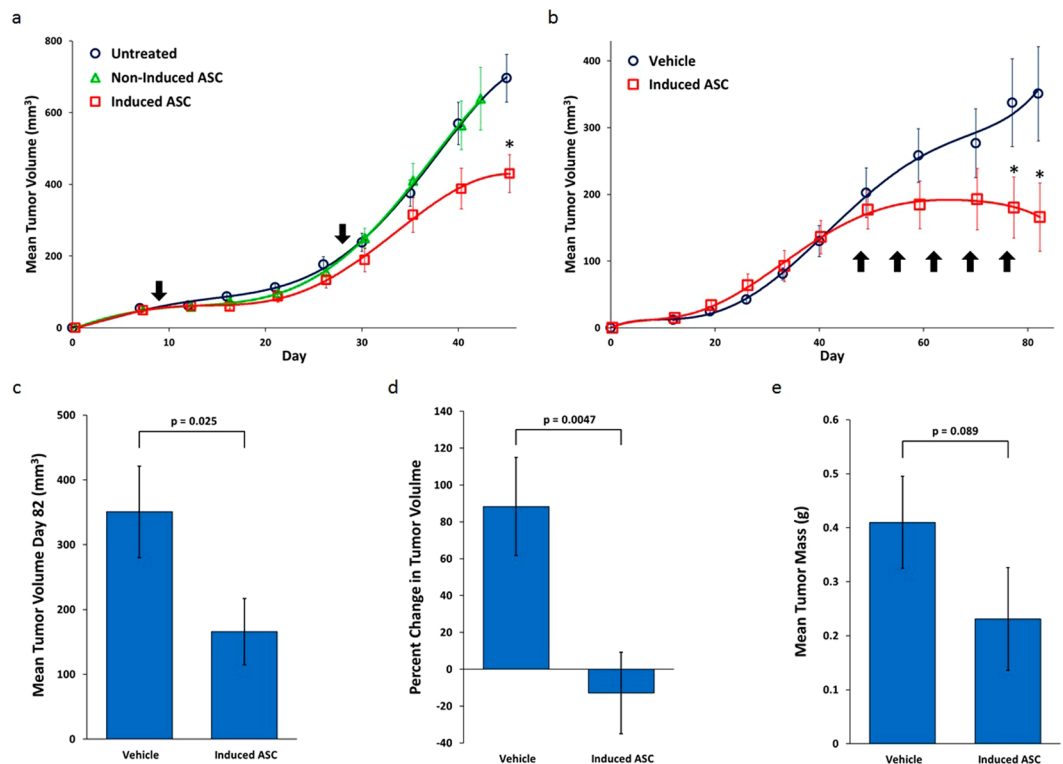 a
Mean Tumor Volume (mm³)
800
600
400
200
0
0
10
20
30
40
Day
Untreated
Non-Induced ASC
Induced ASC
*
b
Mean Tumor Volume (mm³)
400
300
200
100
0
0
20
40
60
80
Day
Vehicle
Induced ASC
*
*
c
Mean Tumor Volume Day 82 (mm³)
500
400
300
200
100
0
p = 0.025
Vehicle
Induced ASC
d
Percent Change in Tumor Volulme
140
120
100
80
60
40
20
0
-20
-40
p = 0.0047
Vehicle
Induced ASC
e
Mean Tumor Mass (g)
0.6
0.5
0.4
0.3
0.2
0.1
0
p = 0.089
Vehicle
Induced ASC